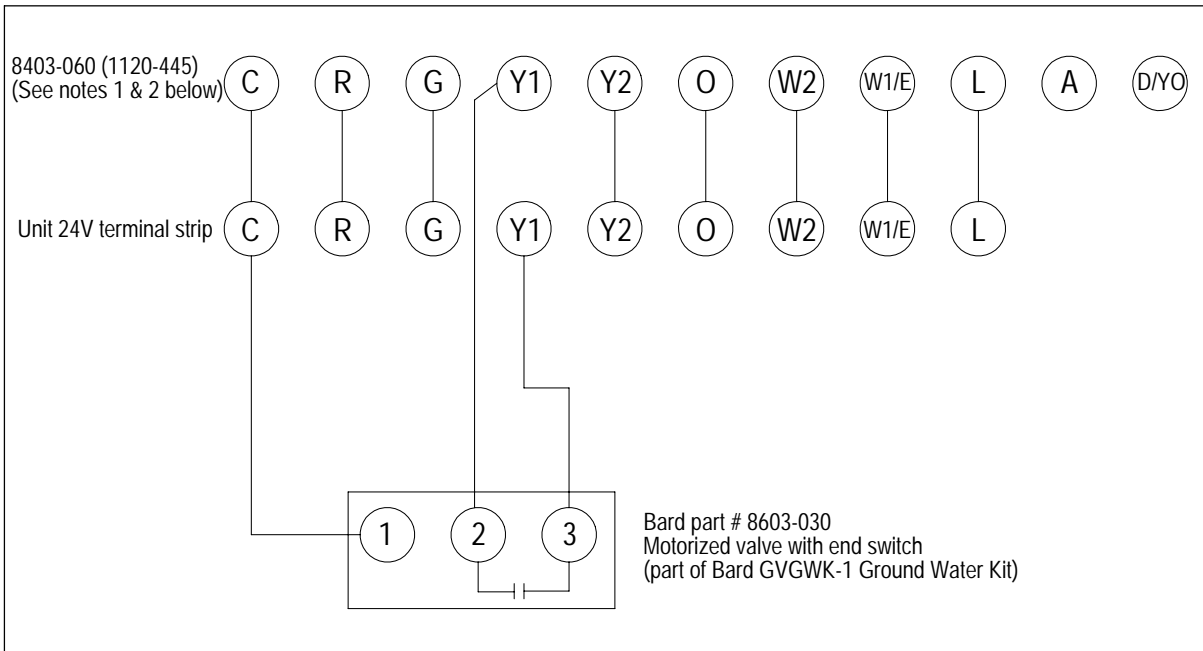 8403-060 (1120-445)
(See notes 1 & 2 below)
C R G Y1 Y2 O W2 W1/E L A D/YO
Unit 24V terminal strip
C R G Y1 Y2 O W2 W1/E L
1 2 3
Bard part # 8603-030
Motorized valve with end switch
(part of Bard GVGWK-1 Ground Water Kit)